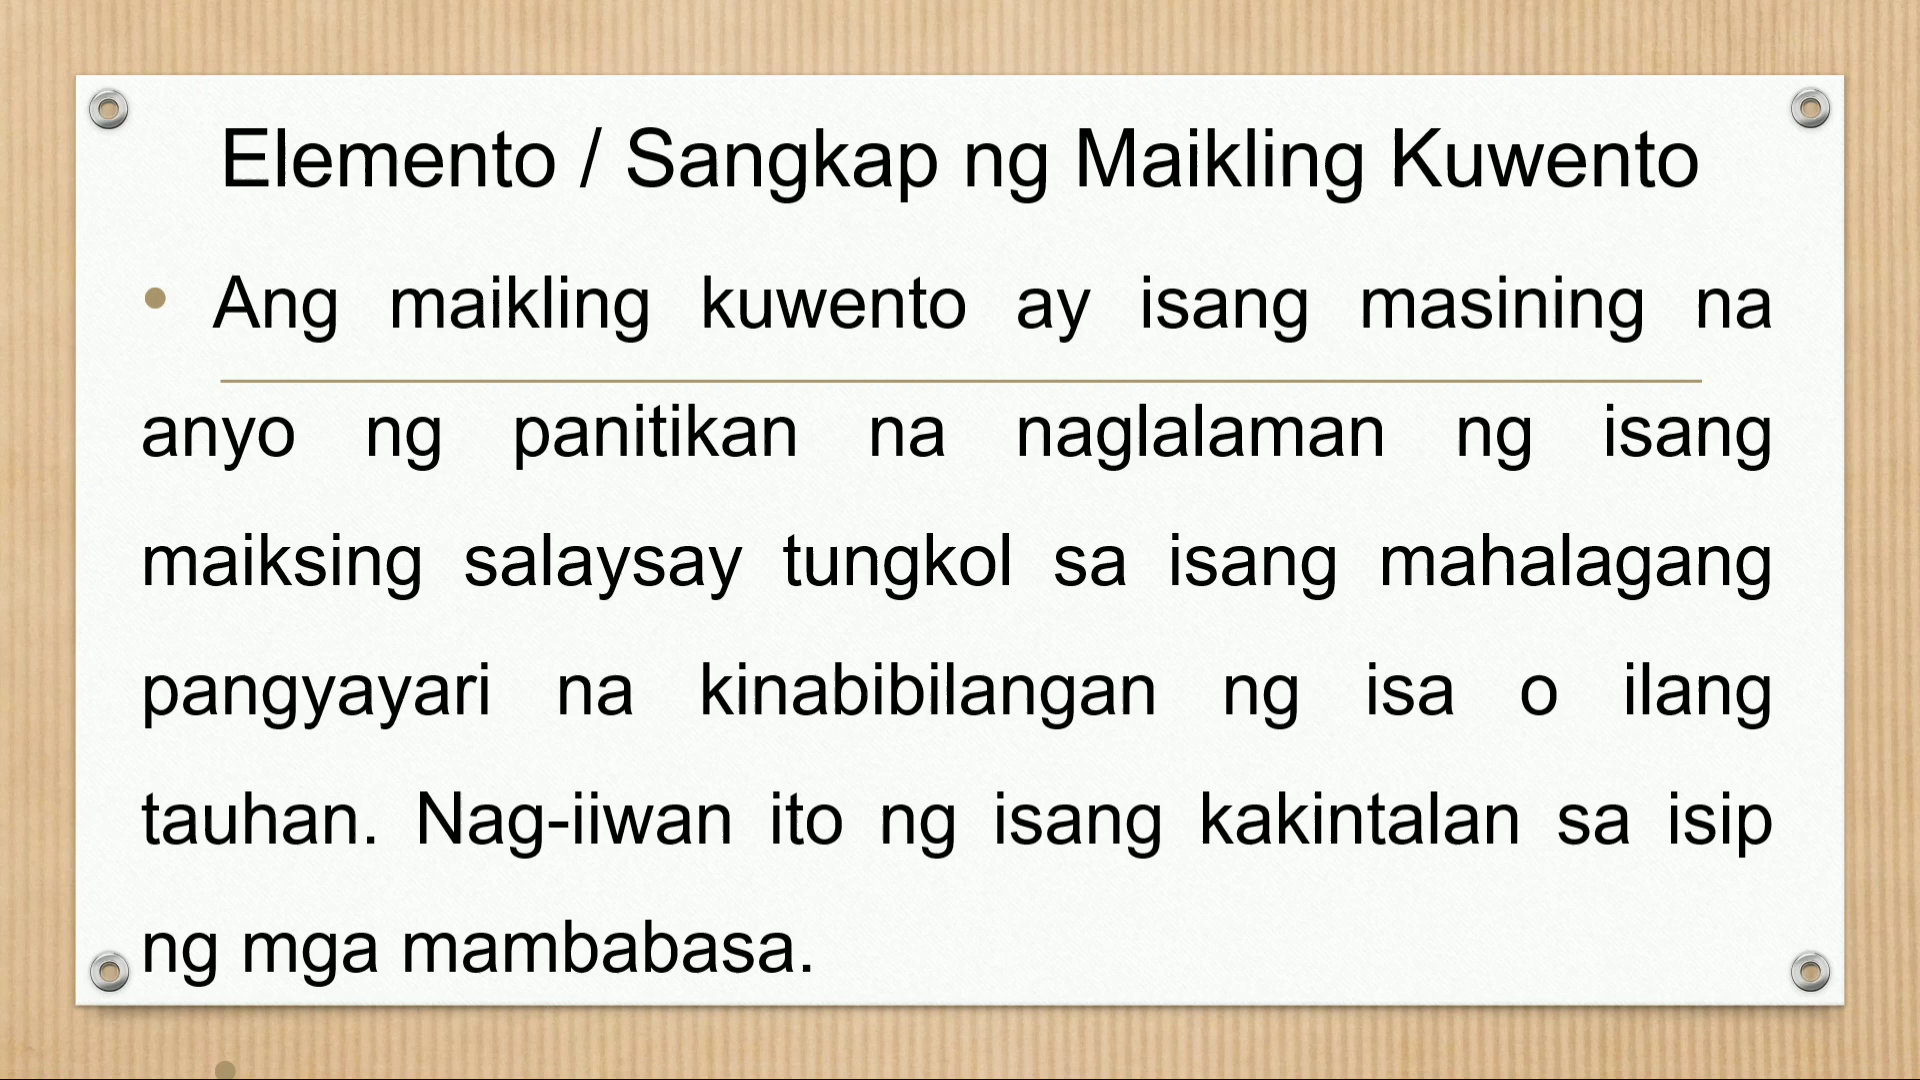 Elemento / Sangkap ng Maikling Kuwento
• Ang maikling kuwento ay isang masining na
anyo ng panitikan na naglalaman ng isang
maiksing salaysay tungkol sa isang mahalagang
pangyayari na kinabibilangan ng isa o ilang
tauhan. Nag-iiwan ito ng isang kakintalan sa isip
ng mga mambabasa.